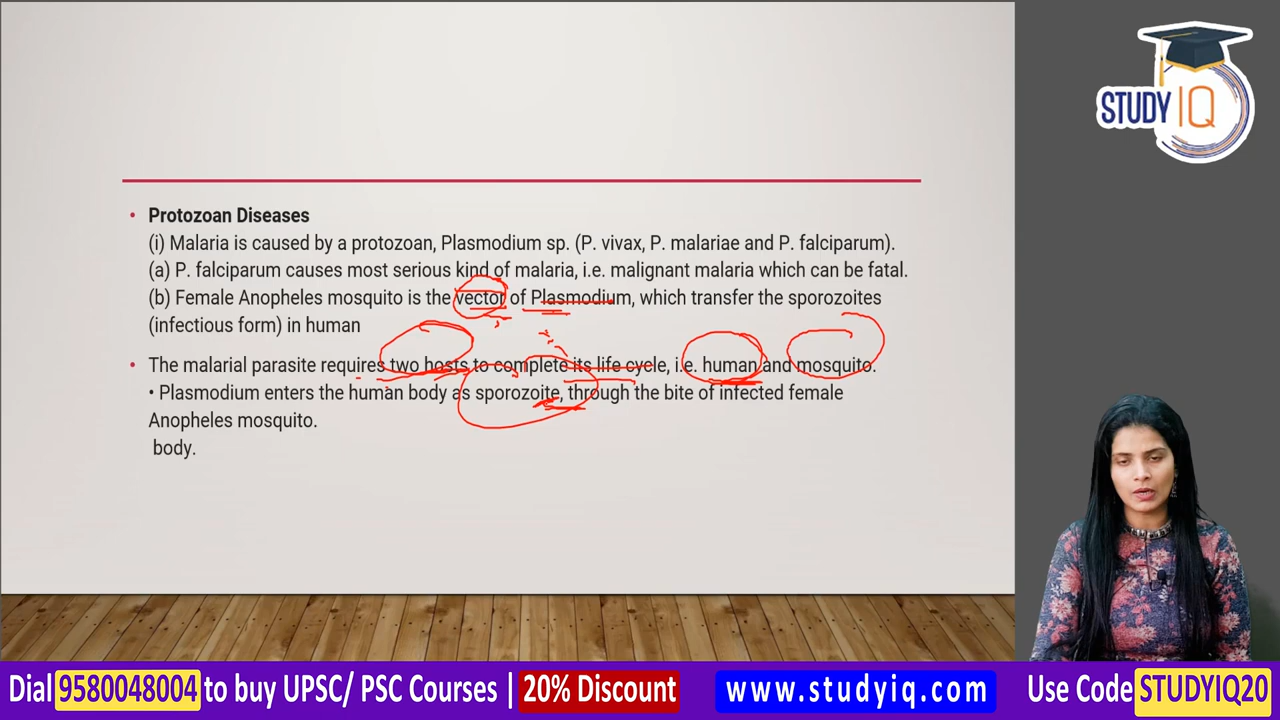 STUDY IQ
• Protozoan Diseases
(i) Malaria is caused by a protozoan, Plasmodium sp. (P. vivax, P. malariae and P. falciparum).
(a) P. falciparum causes most serious kind of malaria, i.e. malignant malaria which can be fatal.
(b) Female Anopheles mosquito is the vector of Plasmodium, which transfer the sporozoites
(infectious form) in human
• The malarial parasite requires two hosts to complete its life cycle, i.e. human and mosquito.
• Plasmodium enters the human body as sporozoite, through the bite of infected female
Anopheles mosquito.
body.
Dial 9580048004 to buy UPSC/ PSC Courses | 20% Discount www.studyiq.com Use Code STUDYIQ20